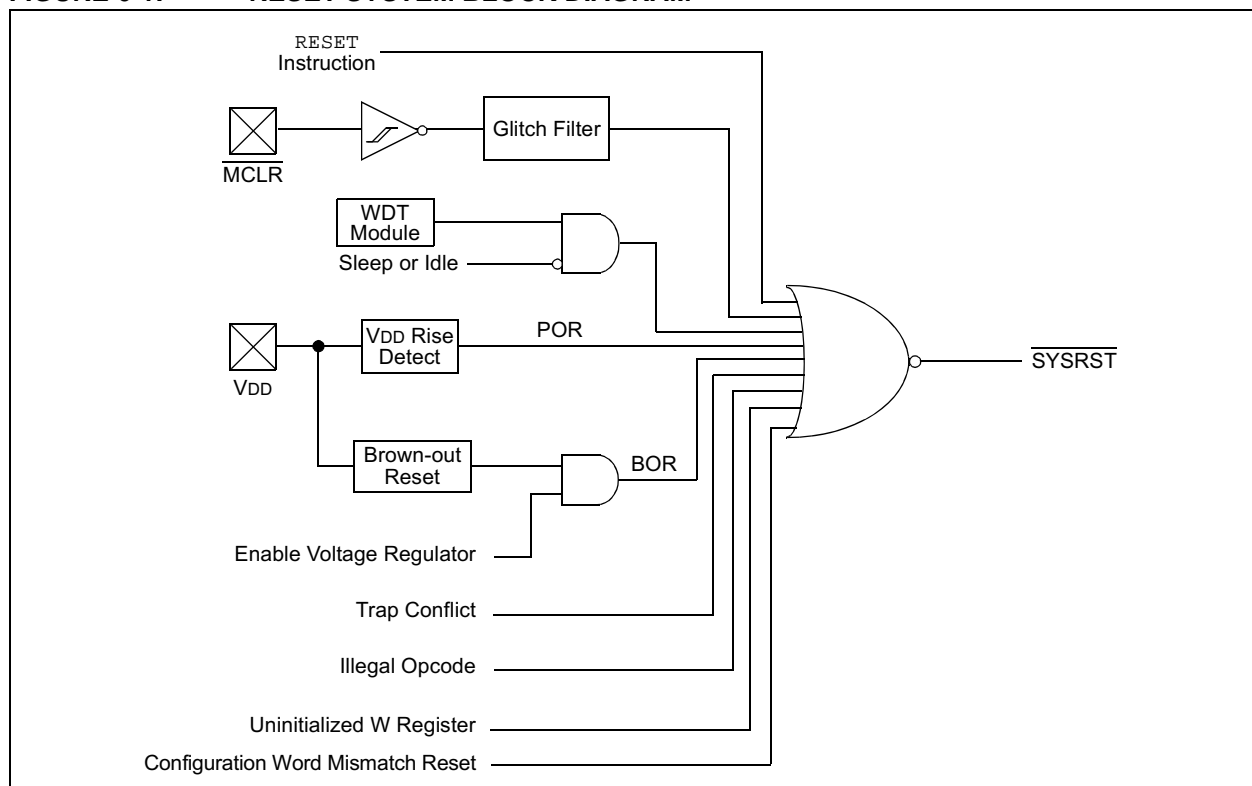 RESET
Instruction
Glitch Filter
MCLR
WDT
Module
Sleep or Idle
VDD Rise
Detect
POR
SYSRST
VDD
Brown-out
Reset
BOR
Enable Voltage Regulator
Trap Conflict
Illegal Opcode
Uninitialized W Register
Configuration Word Mismatch Reset